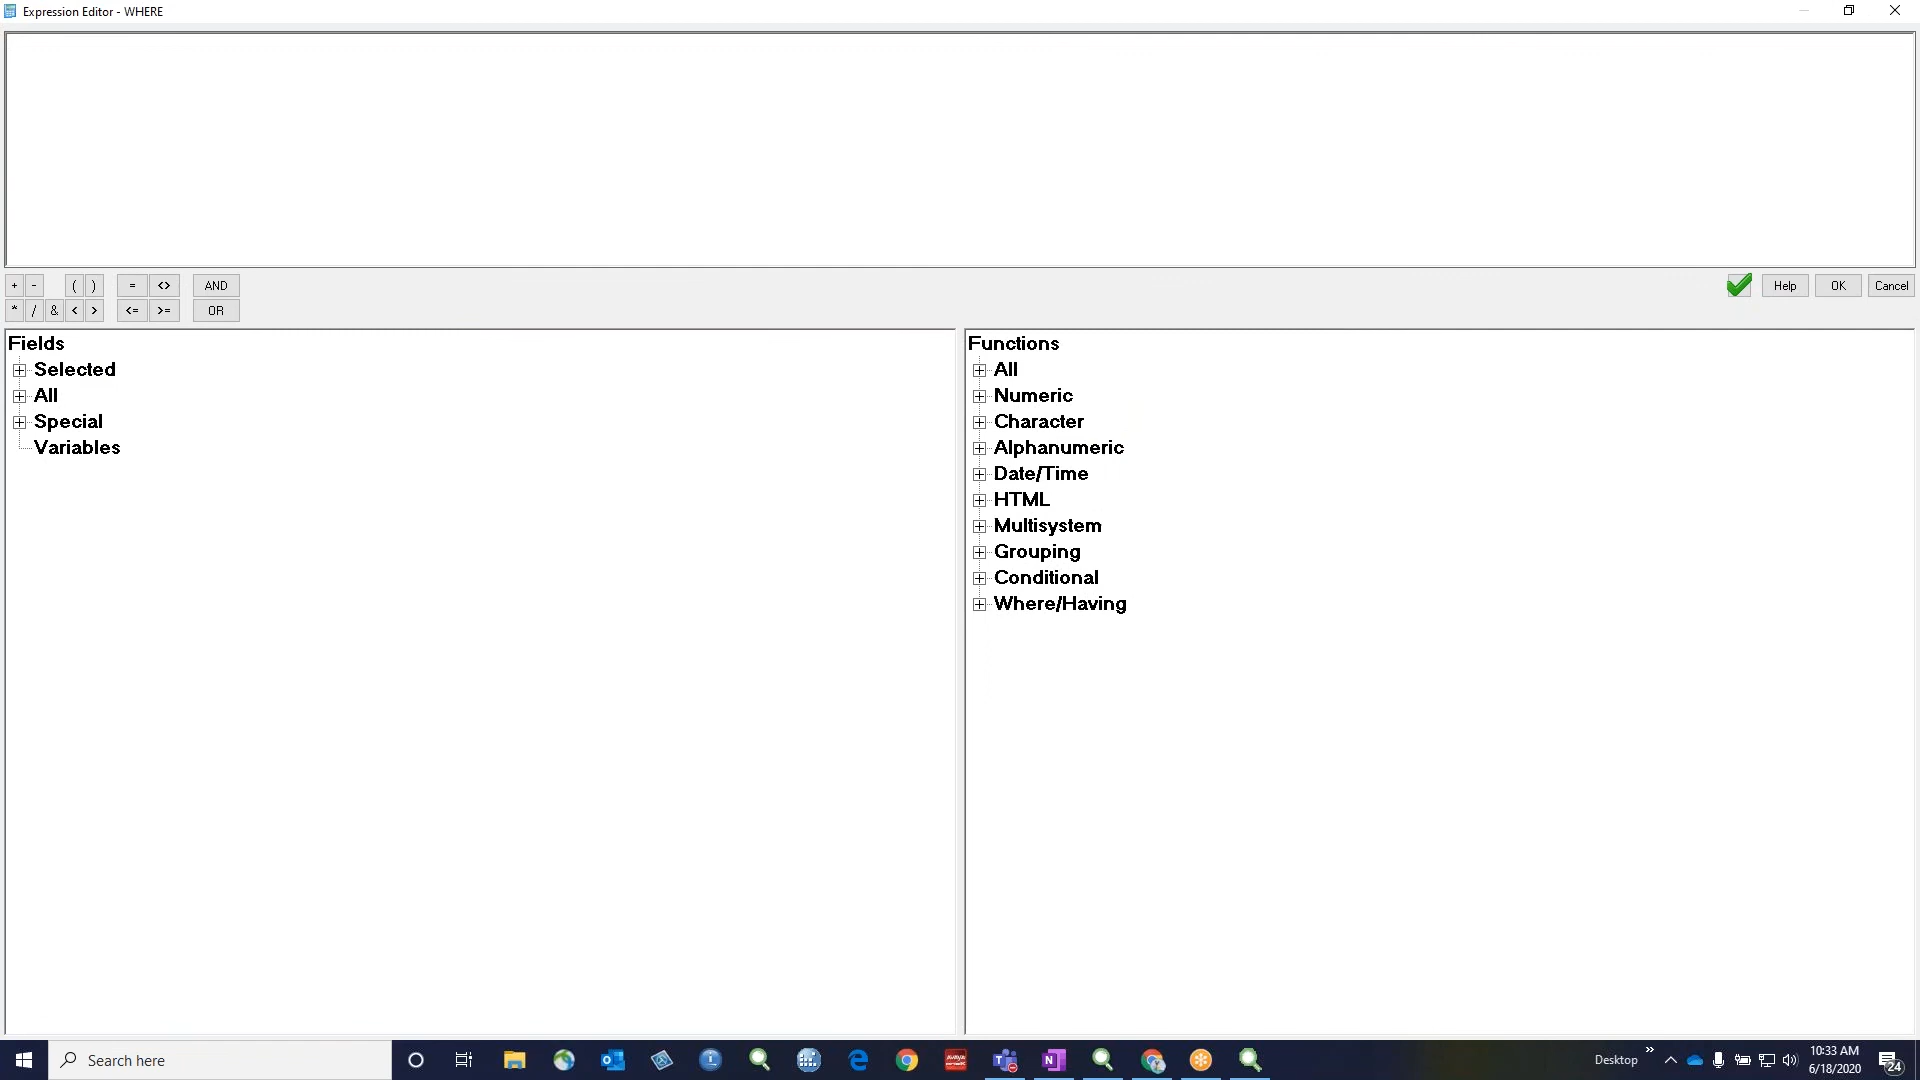 Expression Editor - WHERE
+ - ( ) = <> AND
Help OK Cancel
* / & < > <= >= OR
Fields
Selected
All
Special
Variables
Functions
All
Numeric
Character
Alphanumeric
Date/Time
HTML
Multisystem
Grouping
Conditional
Where/Having
Search here
Desktop
10:33 AM
6/18/2020
24